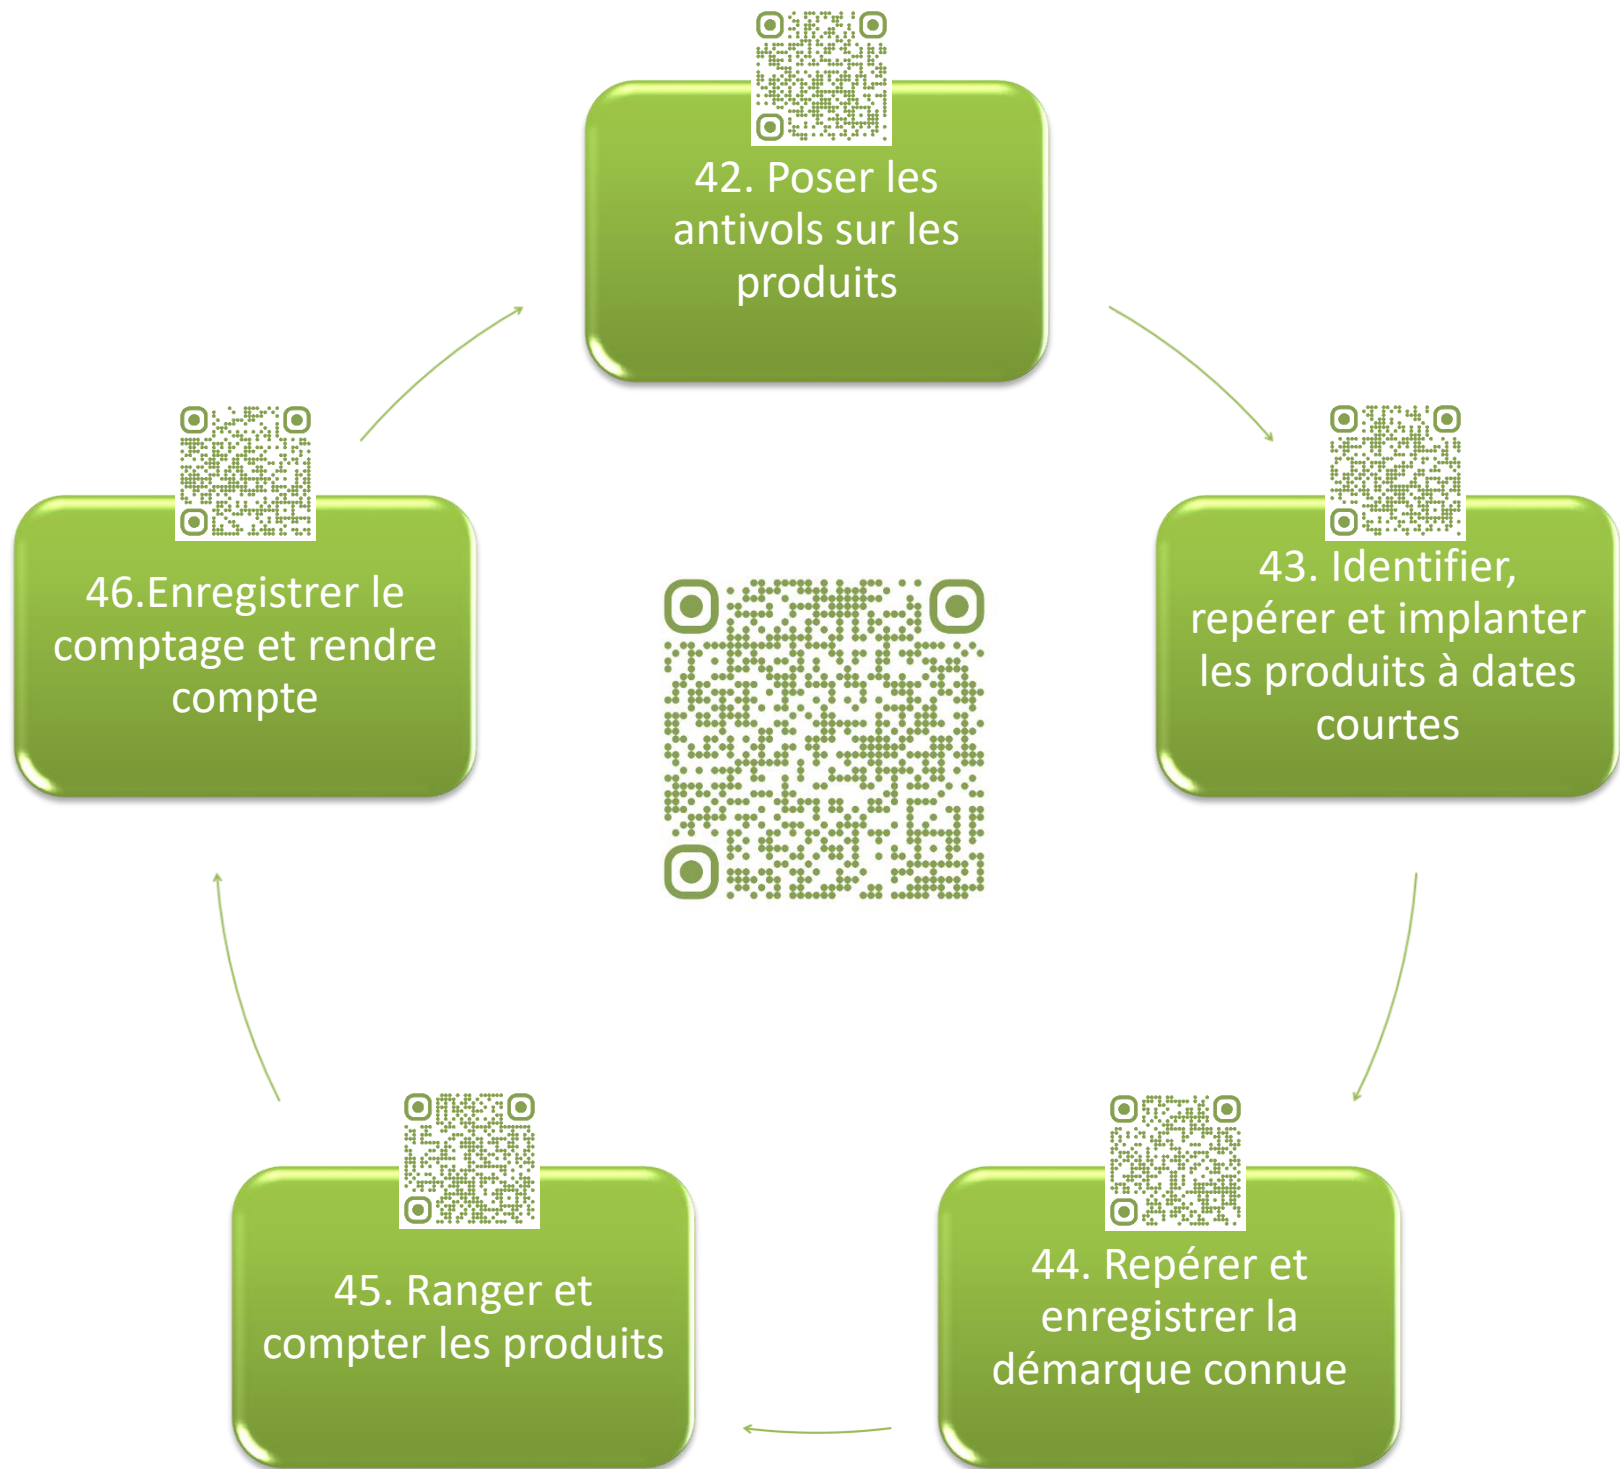 42. Poser les
antivols sur les
produits
43. Identifier,
repérer et implanter
les produits à dates
courtes
44. Repérer et
enregistrer la
démarque connue
45. Ranger et
compter les produits
46.Enregistrer le
comptage et rendre
compte